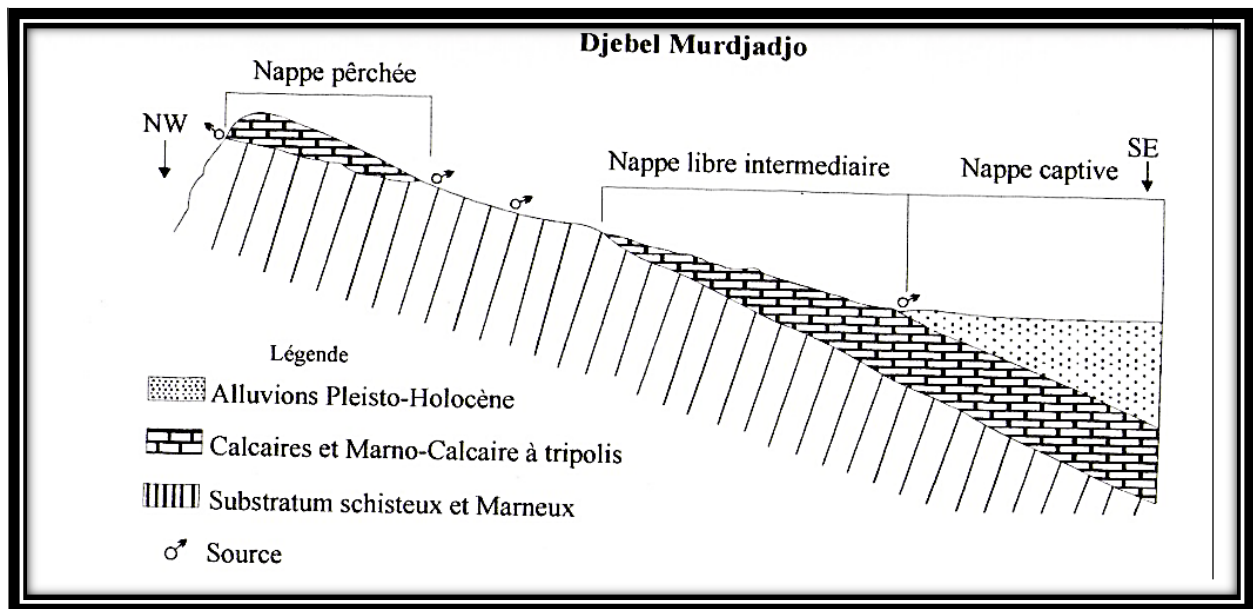 Djebel Murdjadjo
Nappe pêrchée
NW
SE
Nappe libre intermediaire
Nappe captive
Légende
Alluvions Pleisto-Holocène
Calcaires et Marno-Calcaire à tripolis
Substratum schisteux et Marneux
Source